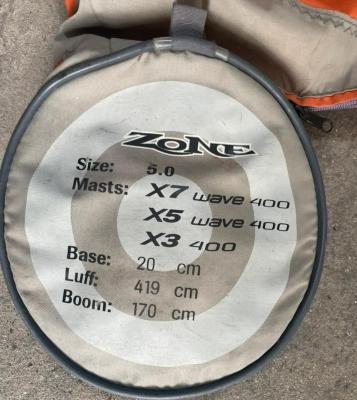 ZONE
Size: 5.0
Masts: X7 wave 400
X5 wave 400
X3 400
Base: 20 cm
Luff: 419 cm
Boom: 170 cm